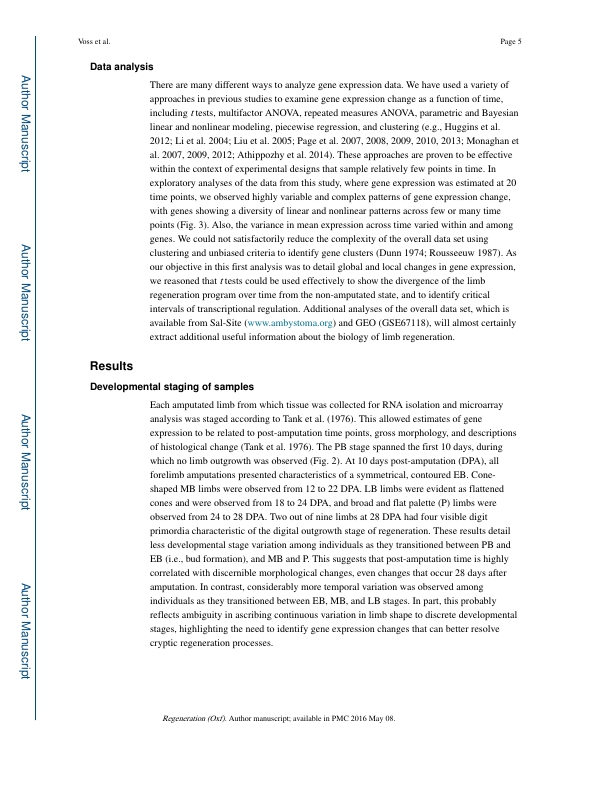 Voss et al.
Page 5
Data analysis
There are many different ways to analyze gene expression data. We have used a variety of
approaches in previous studies to examine gene expression change as a function of time,
including t tests, multifactor ANOVA, repeated measures ANOVA, parametric and Bayesian
linear and nonlinear modeling, piecewise regression, and clustering (e.g., Huggins et al.
2012; Li et al. 2004; Liu et al. 2005; Page et al. 2007, 2008, 2009, 2010, 2013; Monaghan et
al. 2007, 2009, 2012; Athippozhy et al. 2014). These approaches are proven to be effective
within the context of experimental designs that sample relatively few points in time. In
exploratory analyses of the data from this study, where gene expression was estimated at 20
time points, we observed highly variable and complex patterns of gene expression change,
with genes showing a diversity of linear and nonlinear patterns across few or many time
points (Fig. 3). Also, the variance in mean expression across time varied within and among
genes. We could not satisfactorily reduce the complexity of the overall data set using
clustering and unbiased criteria to identify gene clusters (Dunn 1974; Rousseeuw 1987). As
our objective in this first analysis was to detail global and local changes in gene expression,
we reasoned that t tests could be used effectively to show the divergence of the limb
regeneration program over time from the non-amputated state, and to identify critical
intervals of transcriptional regulation. Additional analyses of the overall data set, which is
available from Sal-Site (www.ambystoma.org) and GEO (GSE67118), will almost certainly
extract additional useful information about the biology of limb regeneration.
Results
Developmental staging of samples
Each amputated limb from which tissue was collected for RNA isolation and microarray
analysis was staged according to Tank et al. (1976). This allowed estimates of gene
expression to be related to post-amputation time points, gross morphology, and descriptions
of histological change (Tank et al. 1976). The PB stage spanned the first 10 days, during
which no limb outgrowth was observed (Fig. 2). At 10 days post-amputation (DPA), all
forelimb amputations presented characteristics of a symmetrical, contoured EB. Cone-
shaped MB limbs were observed from 12 to 22 DPA. LB limbs were evident as flattened
cones and were observed from 18 to 24 DPA, and broad and flat palette (P) limbs were
observed from 24 to 28 DPA. Two out of nine limbs at 28 DPA had four visible digit
primordia characteristic of the digital outgrowth stage of regeneration. These results detail
less developmental stage variation among individuals as they transitioned between PB and
EB (i.e., bud formation), and MB and P. This suggests that post-amputation time is highly
correlated with discernible morphological changes, even changes that occur 28 days after
amputation. In contrast, considerably more temporal variation was observed among
individuals as they transitioned between EB, MB, and LB stages. In part, this probably
reflects ambiguity in ascribing continuous variation in limb shape to discrete developmental
stages, highlighting the need to identify gene expression changes that can better resolve
cryptic regeneration processes.
Regeneration (Oxf). Author manuscript; available in PMC 2016 May 08.
Author Manuscript
Author Manuscript
Author Manuscript
Author Manuscript